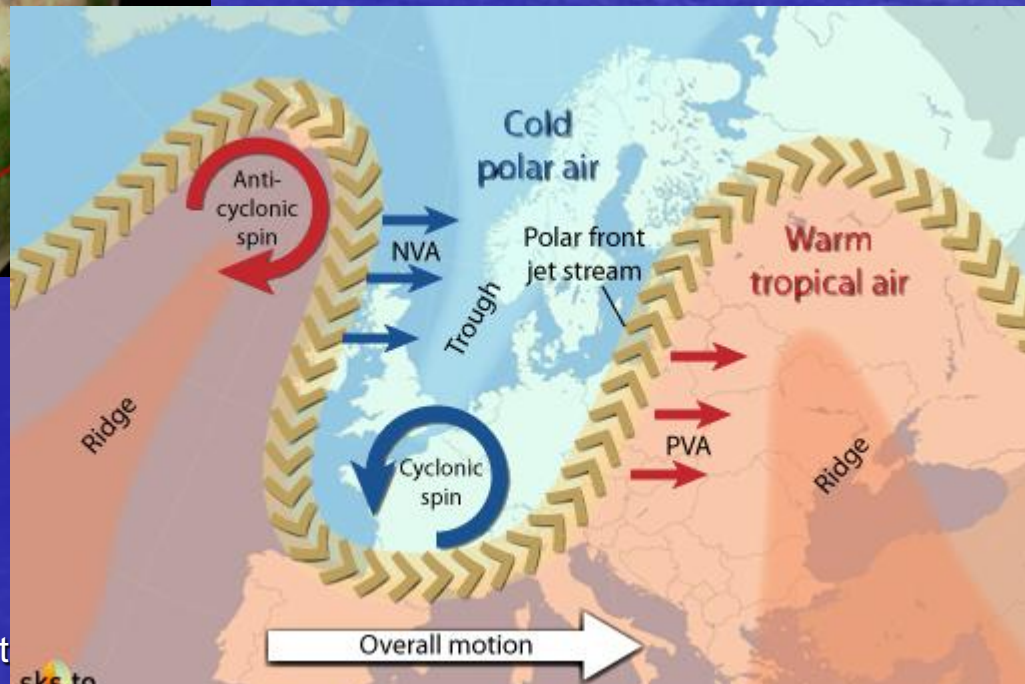 Cold
polar air
Anti-
cyclonic
spin
NVA
Polar front
jet stream
Warm
tropical air
Trough
Ridge
PVA
Cyclonic
spin
Ridge
Overall motion